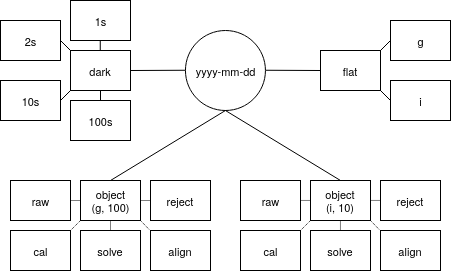 1s
2s
g
dark
yyyy-mm-dd
flat
10s
i
100s
raw
object
(g, 100)
reject
raw
object
(i, 10)
reject
cal
solve
align
cal
solve
align